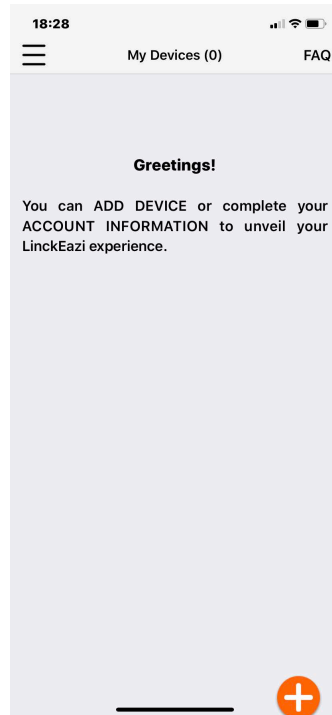 18:28
My Devices (0) FAQ
Greetings!
You can ADD DEVICE or complete your
ACCOUNT INFORMATION to unveil your
LinckEazi experience.